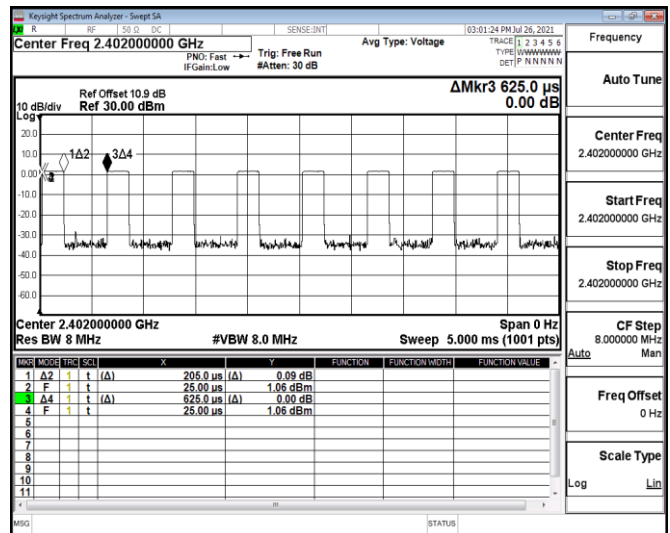 Keysight Spectrum Analyzer - Swept SA
R RF 50 Ω DC SENSE:INT 03:01:24 PM Jul 26, 2021
Center Freq 2.402000000 GHz
PNO: Fast
IFGain:Low
Trig: Free Run
#Atten: 30 dB
Avg Type: Voltage
TRACE 1 2 3 4 5 6
TYPE WWWWWW
DET P N N N N N
Ref Offset 10.9 dB
10 dB/div Ref 30.00 dBm
ΔMkr3 625.0 µs
0.00 dB
Log
20.0
10.0
0.00
-10.0
-20.0
-30.0
-40.0
-50.0
-60.0
1Δ2
3Δ4
Center 2.402000000 GHz Span 0 Hz
Res BW 8 MHz #VBW 8.0 MHz Sweep 5.000 ms (1001 pts)
MKR MODE TRC SCL X Y FUNCTION FUNCTION WIDTH FUNCTION VALUE
1 Δ2 1 t (Δ) 205.0 µs (Δ) 0.09 dB
2 F 1 t 25.00 µs 1.06 dBm
3 Δ4 1 t (Δ) 625.0 µs (Δ) 0.00 dB
4 F 1 t 25.00 µs 1.06 dBm
5
6
7
8
9
10
11
MSG STATUS
Frequency
Auto Tune
Center Freq
2.402000000 GHz
Start Freq
2.402000000 GHz
Stop Freq
2.402000000 GHz
CF Step
8.000000 MHz
Auto Man
Freq Offset
0 Hz
Scale Type
Log Lin